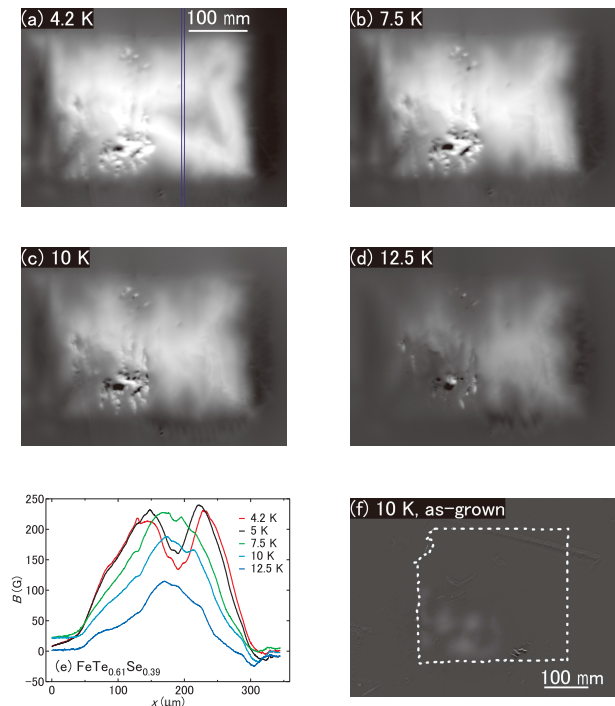 (a) 4.2 K
100 mm
(b) 7.5 K
(c) 10 K
(d) 12.5 K
250
200
150
100
50
0
−50
B (G)
4.2 K
5 K
7.5 K
10 K
12.5 K
(e) FeTe0.61Se0.39
0
100
200
300
x (μm)
(f) 10 K, as-grown
100 mm